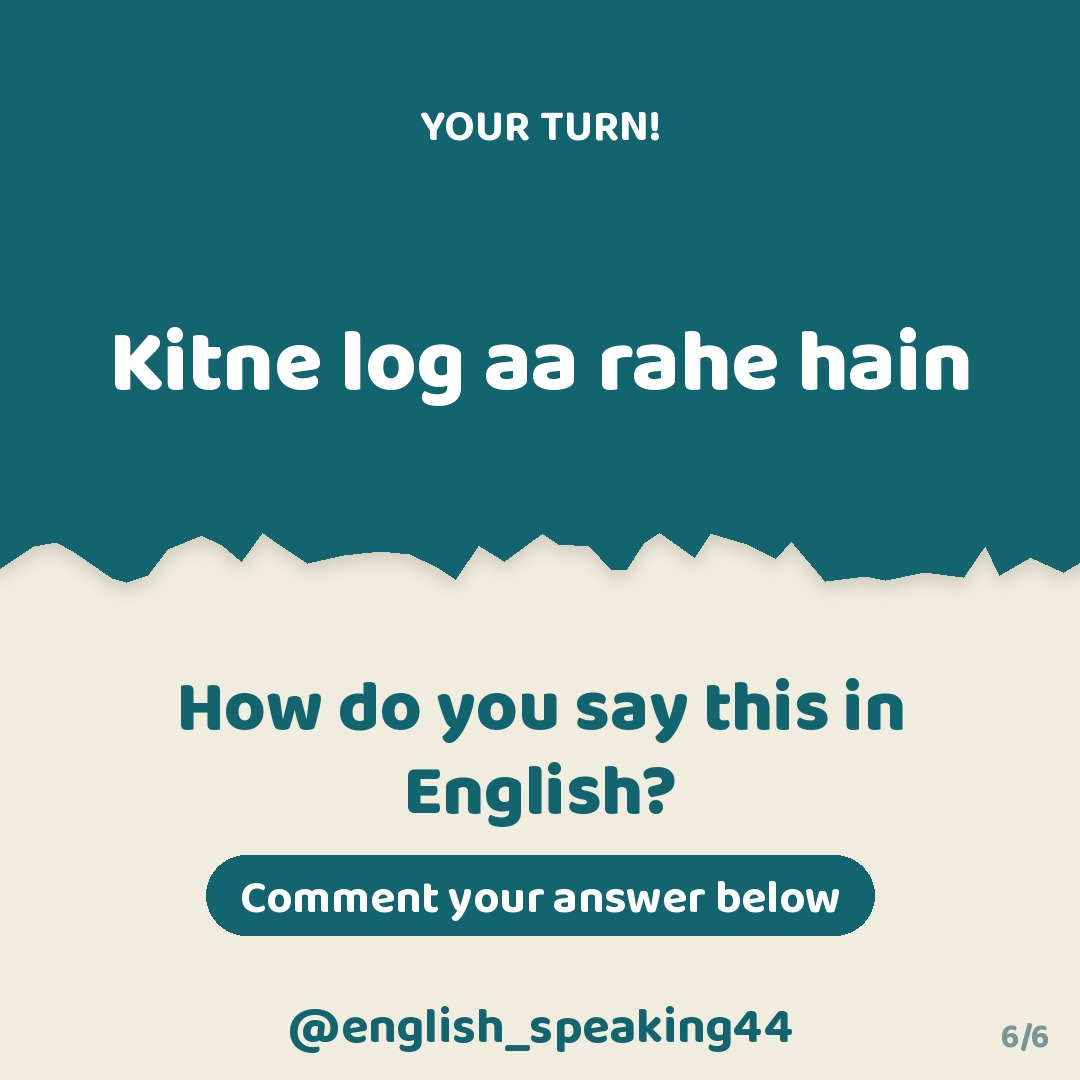 YOUR TURN!
Kitne log aa rahe hain
How do you say this in
English?
Comment your answer below
@english_speaking44
6/6